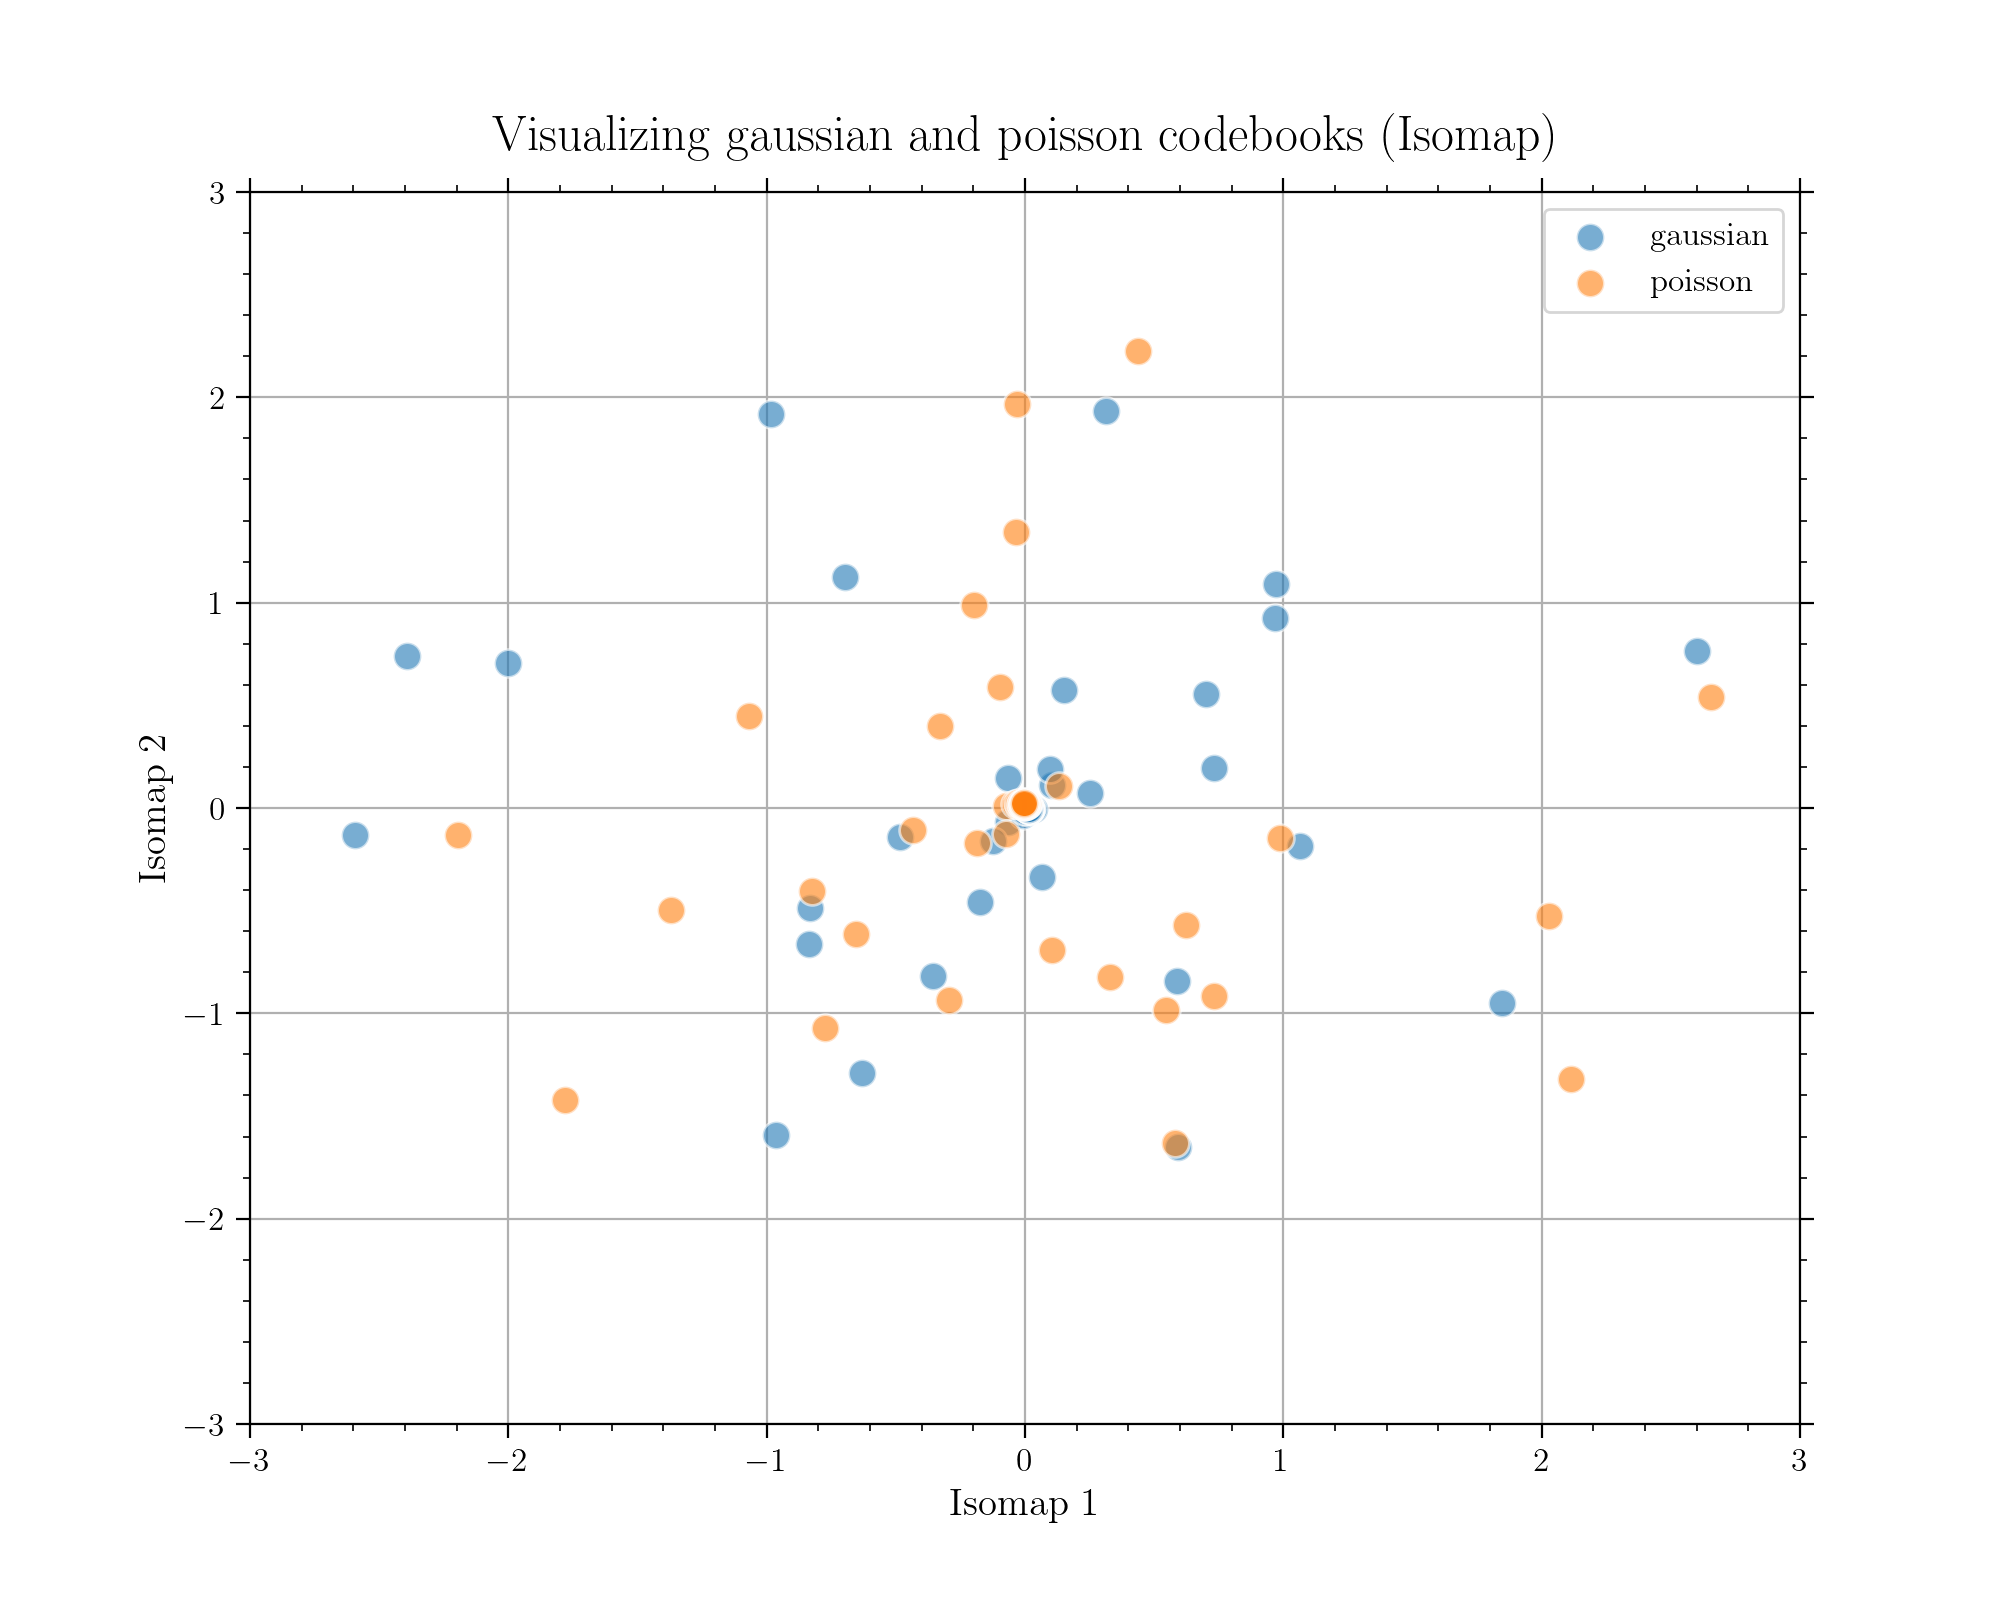 Visualizing gaussian and poisson codebooks (Isomap)
gaussian
poisson
3
2
1
0
−1
−2
−3
Isomap 2
−3
−2
−1
0
1
2
3
Isomap 1